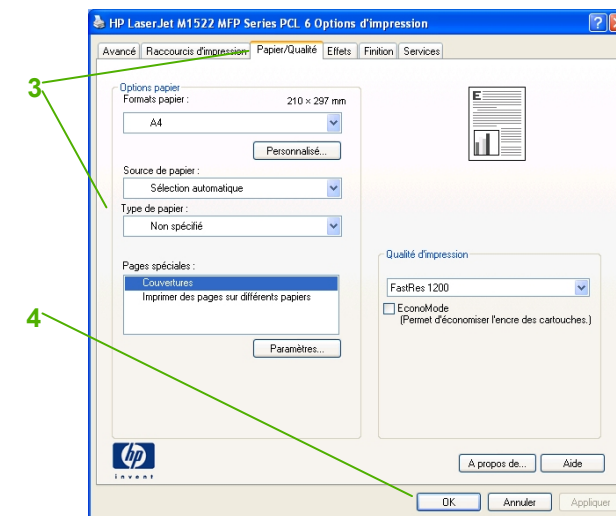 HP LaserJet M1522 MFP Series PCL 6 Options d'impression
Avancé Raccourcis d'impression Papier/Qualité Effets Finition Services
3
Options papier
Formats papier : 210 × 297 mm
A4
E
Personnalisé...
Source de papier :
Sélection automatique
Type de papier :
Non spécifié
Qualité d'impression
Pages spéciales :
Couvertures
FastRes 1200
Imprimer des pages sur différents papiers
EconoMode
(Permet d'économiser l'encre des cartouches.)
4
Paramètres...
hp
invent
A propos de... Aide
OK Annuler Appliquer